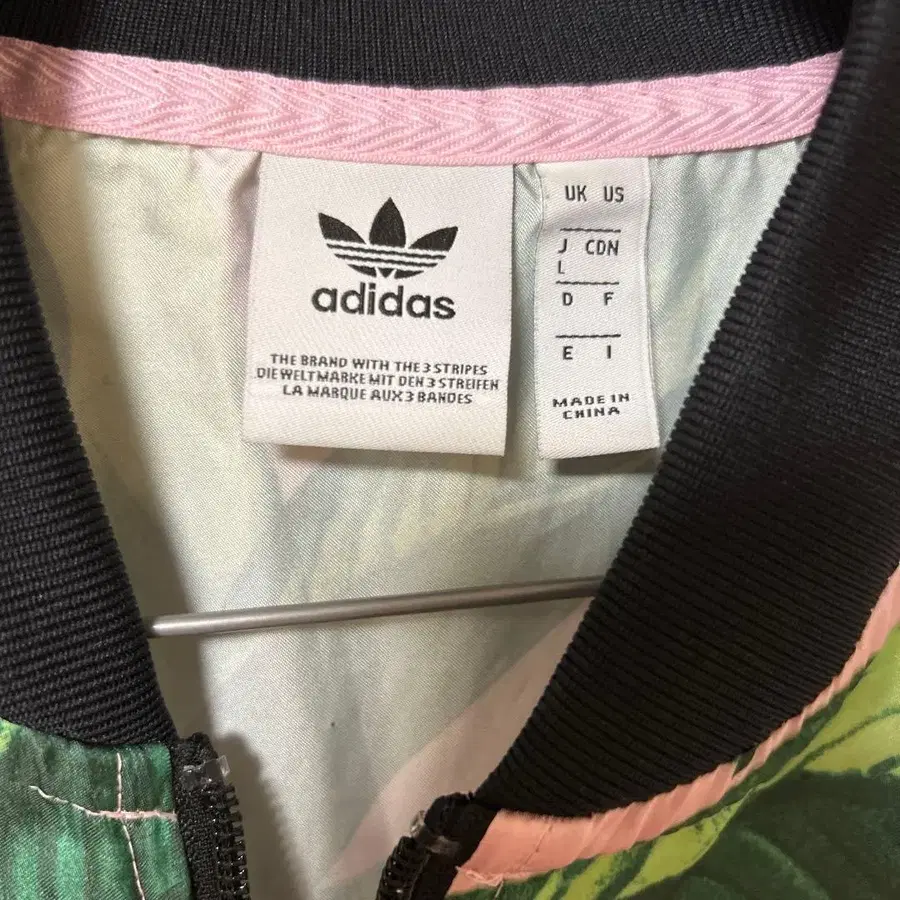 adidas
THE BRAND WITH THE 3 STRIPES
DIE WELTMARKE MIT DEN 3 STREIFEN
LA MARQUE AUX 3 BANDES
UK US
J CDN
L
D F
E I
MADE IN
CHINA